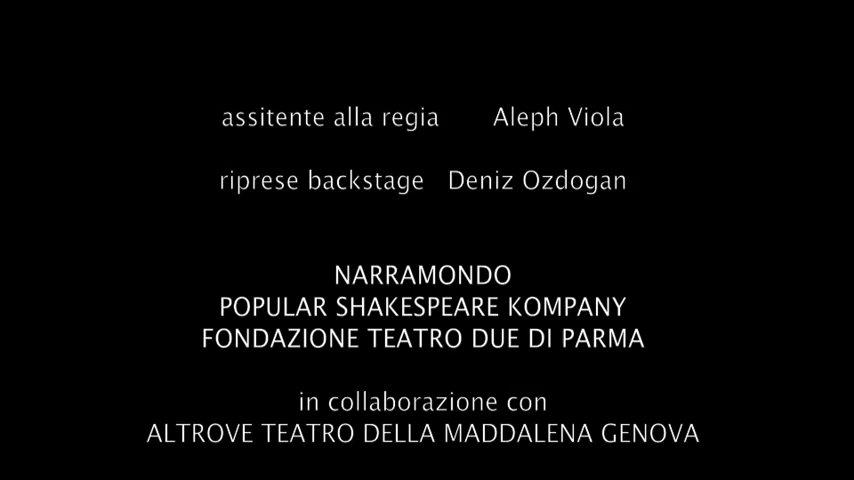 assitente alla regia Aleph Viola
riprese backstage Deniz Ozdogan
NARRAMONDO
POPULAR SHAKESPEARE KOMPANY
FONDAZIONE TEATRO DUE DI PARMA
in collaborazione con
ALTROVE TEATRO DELLA MADDALENA GENOVA